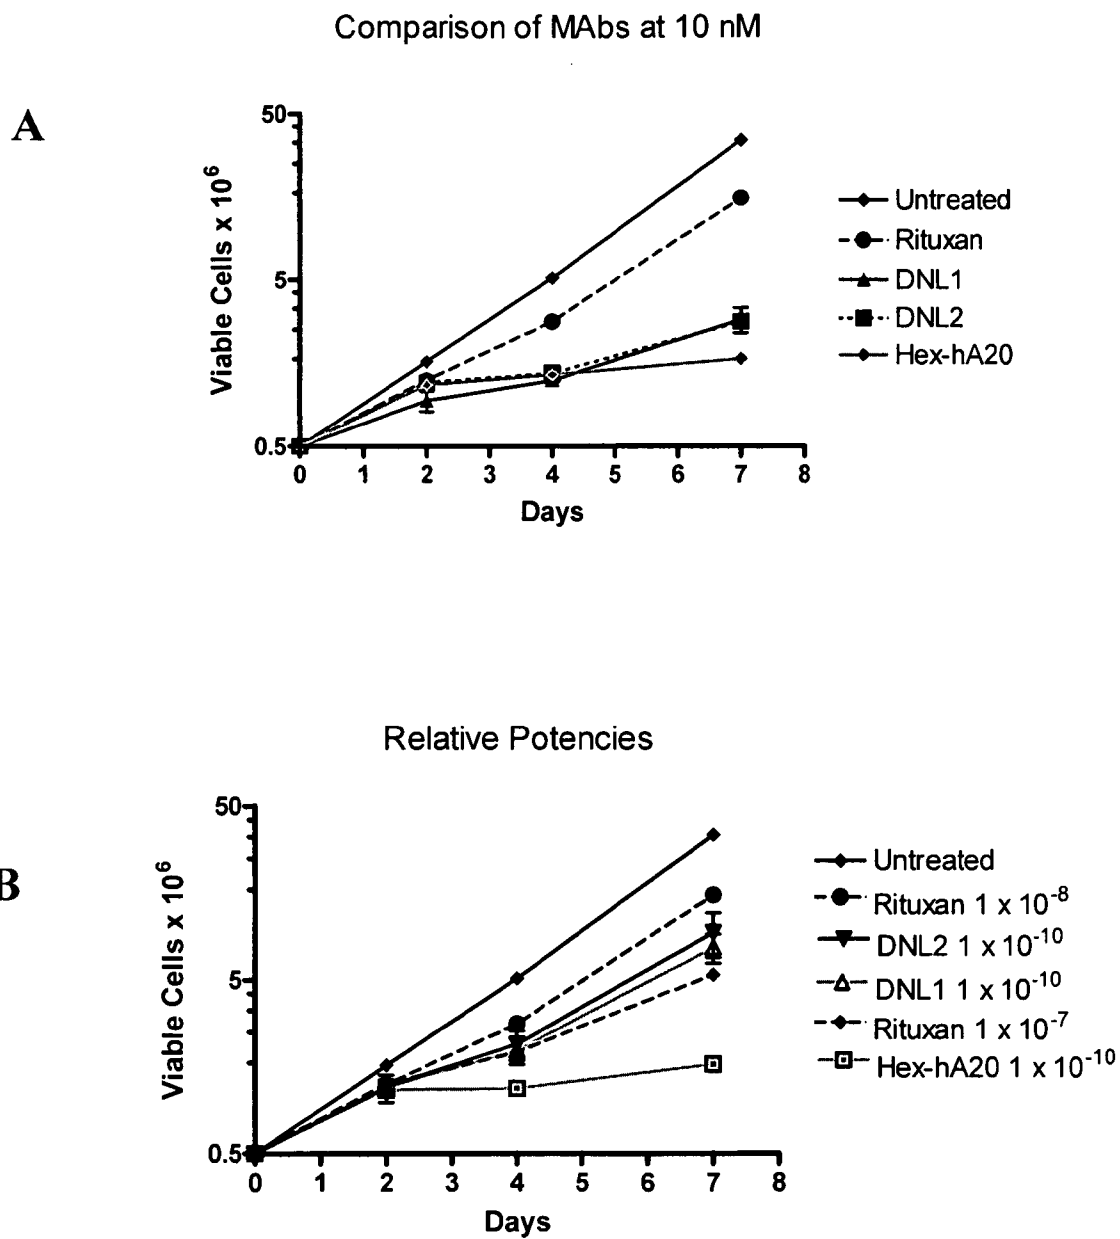 Comparison of MAbs at 10 nM
A
50
5
0.5
Viable Cells x 10⁶
0 1 2 3 4 5 6 7 8
Days
Untreated
Rituxan
DNL1
DNL2
Hex-hA20
Relative Potencies
B
50
5
0.5
Viable Cells x 10⁶
0 1 2 3 4 5 6 7 8
Days
Untreated
Rituxan 1 x 10⁻⁸
DNL2 1 x 10⁻¹⁰
DNL1 1 x 10⁻¹⁰
Rituxan 1 x 10⁻⁷
Hex-hA20 1 x 10⁻¹⁰